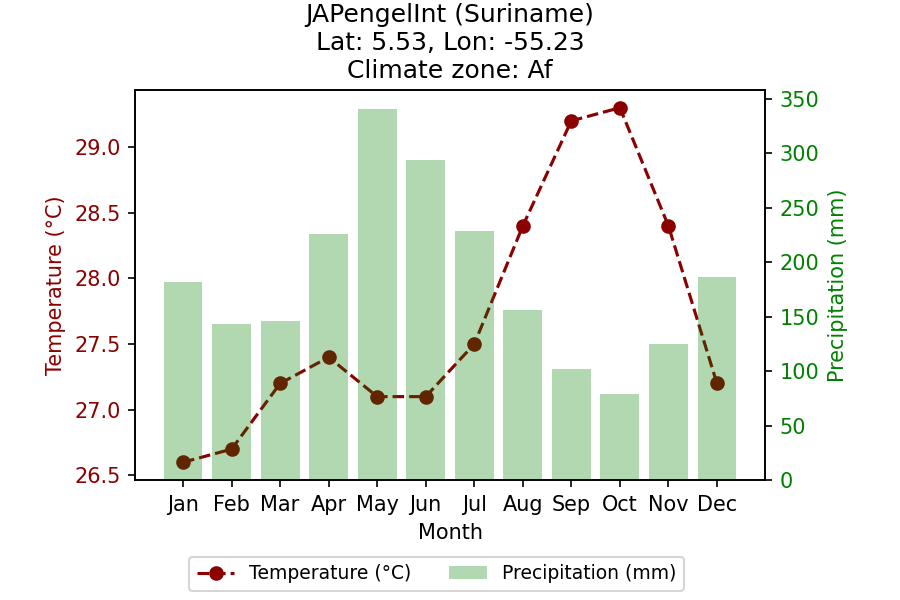 JAPengelInt (Suriname)
Lat: 5.53, Lon: -55.23
Climate zone: Af
Temperature (°C)
29.0
28.5
28.0
27.5
27.0
26.5
350
300
250
200
150
100
50
0
Precipitation (mm)
Jan Feb Mar Apr May Jun Jul Aug Sep Oct Nov Dec
Month
Temperature (°C) Precipitation (mm)